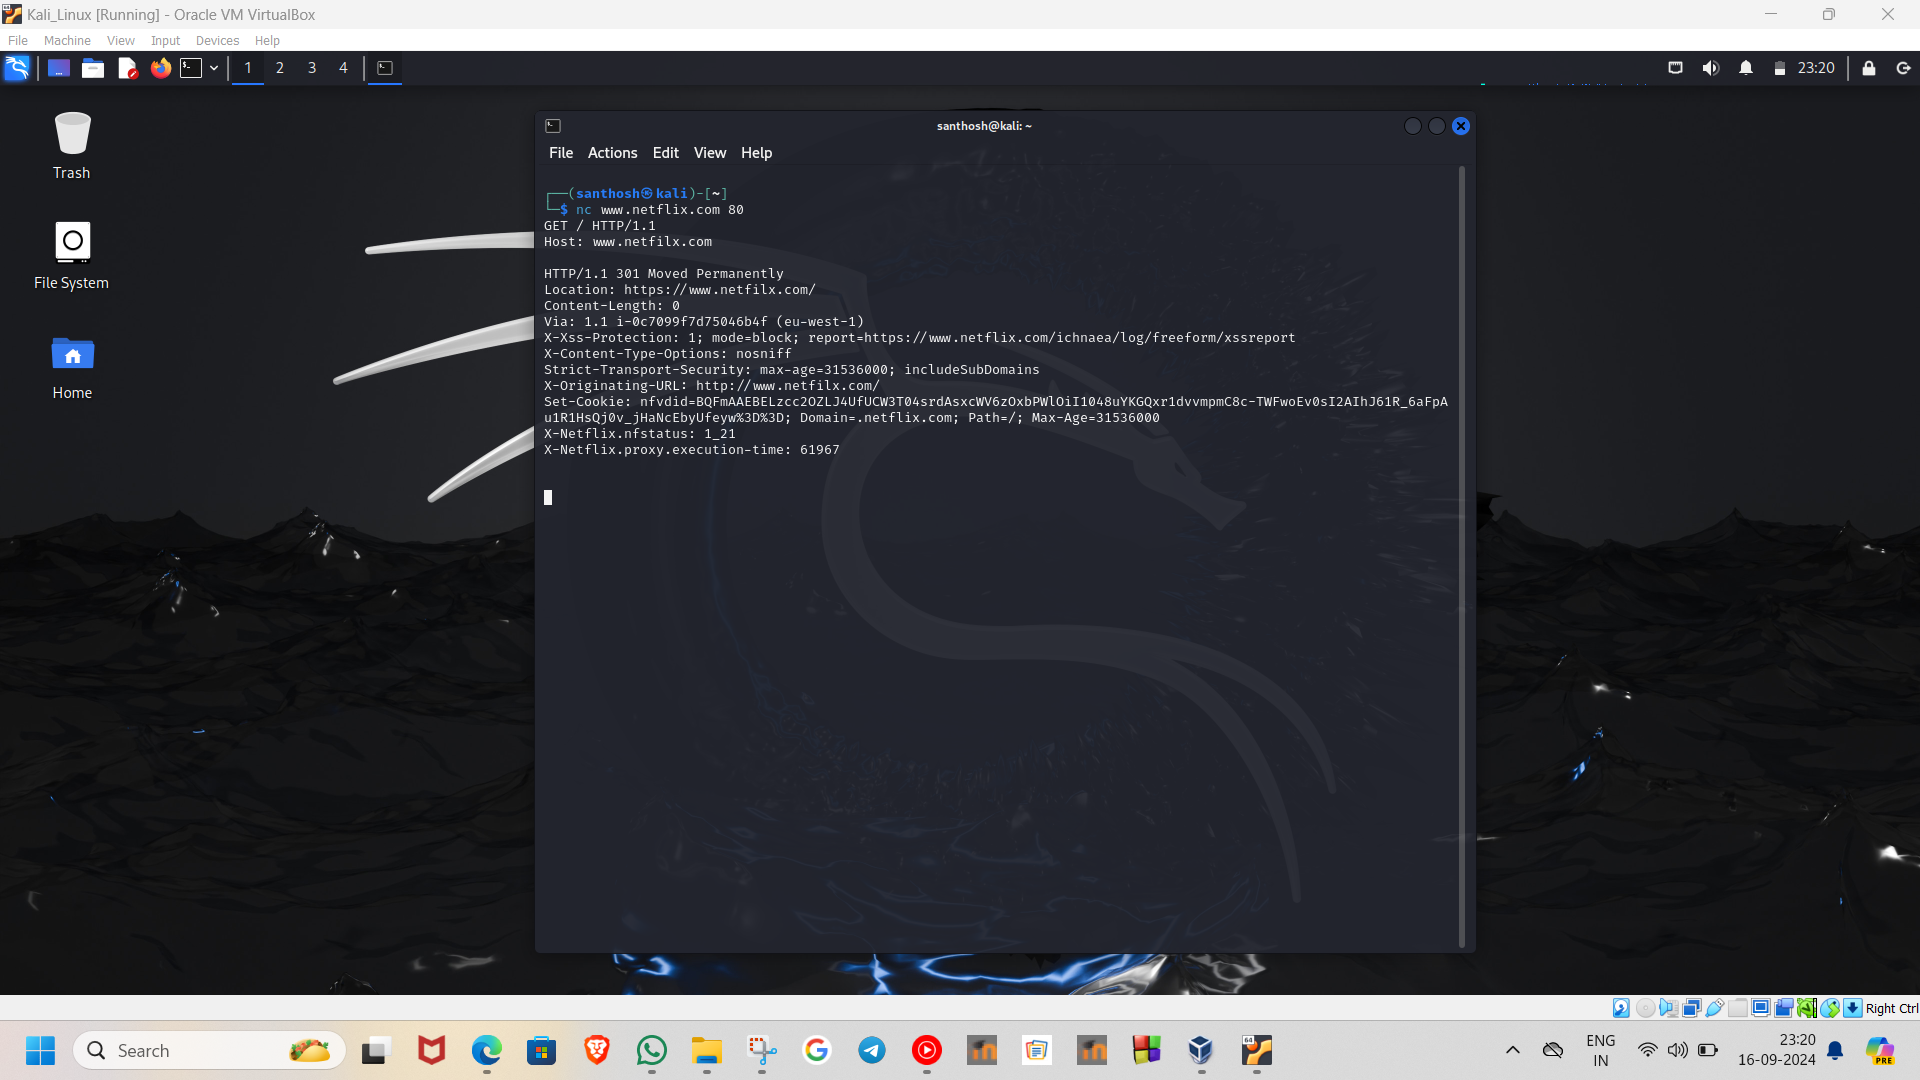 Kali_Linux [Running] - Oracle VM VirtualBox
File Machine View Input Devices Help
1 2 3 4
23:20
Trash
File System
Home
santhosh@kali: ~
File Actions Edit View Help
┌──(santhosh㉿kali)-[~]
└─$ nc www.netflix.com 80
GET / HTTP/1.1
Host: www.netfilx.com
HTTP/1.1 301 Moved Permanently
Location: https://www.netfilx.com/
Content-Length: 0
Via: 1.1 i-0c7099f7d75046b4f (eu-west-1)
X-Xss-Protection: 1; mode=block; report=https://www.netflix.com/ichnaea/log/freeform/xssreport
X-Content-Type-Options: nosniff
Strict-Transport-Security: max-age=31536000; includeSubDomains
X-Originating-URL: http://www.netfilx.com/
Set-Cookie: nfvdid=BQFmAAEBELzcc2OZLJ4UfUCW3T04srdAsxcWV6zOxbPWlOiI1048uYKGQxr1dvvmpmC8c-TWFwoEv0sI2AIhJ61R_6aFpA
u1R1HsQj0v_jHaNcEbyUfeyw%3D%3D; Domain=.netflix.com; Path=/; Max-Age=31536000
X-Netflix.nfstatus: 1_21
X-Netflix.proxy.execution-time: 61967
Right Ctrl
Search
ENG
IN
23:20
16-09-2024
PRE